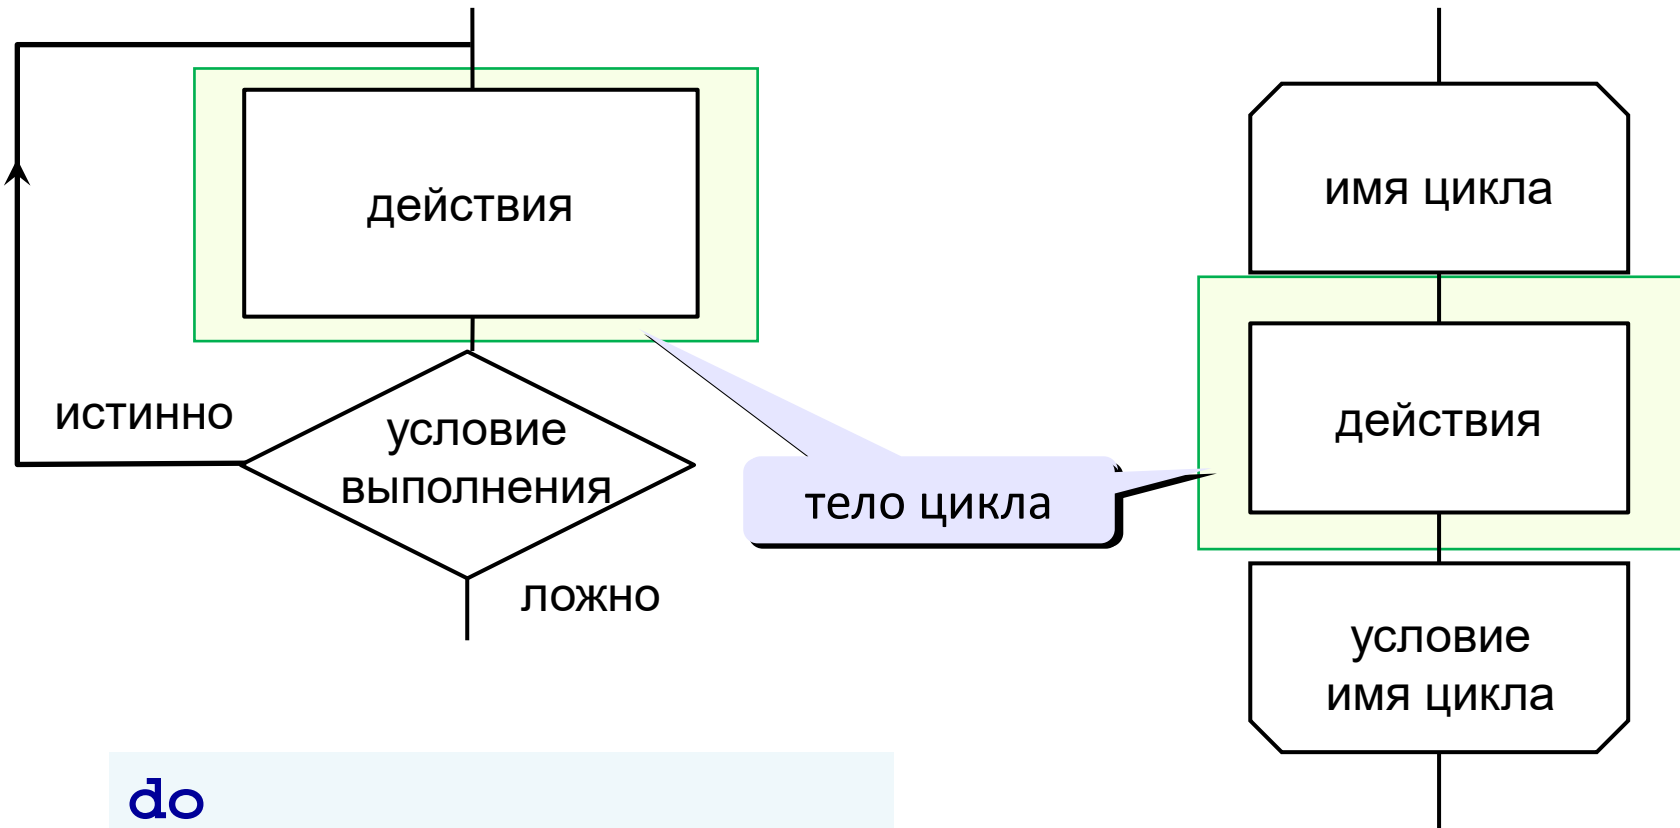 действия
истинно
условие
выполнения
ложно
тело цикла
имя цикла
действия
условие
имя цикла
do